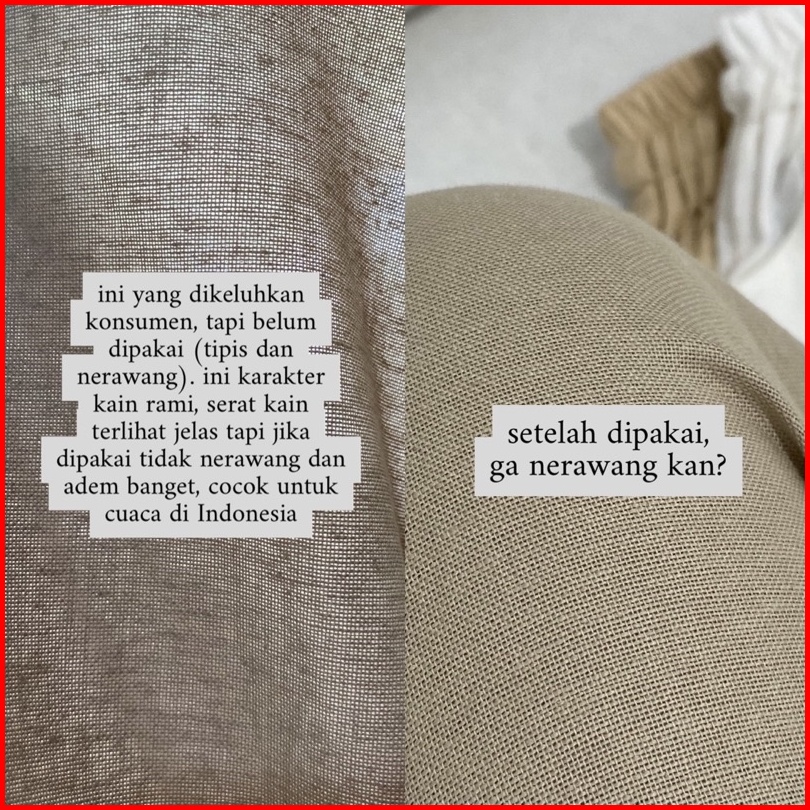 ini yang dikeluhkan
konsumen, tapi belum
dipakai (tipis dan
nerawang). ini karakter
kain rami, serat kain
terlihat jelas tapi jika
dipakai tidak nerawang dan
adem banget, cocok untuk
cuaca di Indonesia
setelah dipakai,
ga nerawang kan?